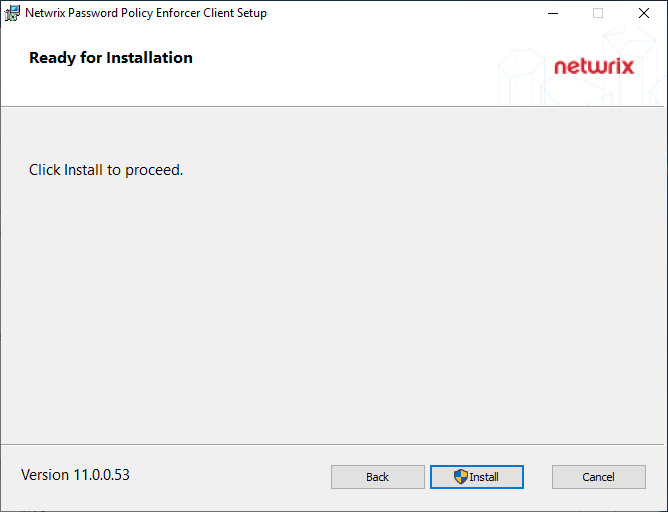 Netwrix Password Policy Enforcer Client Setup
Ready for Installation
netwrix
Click Install to proceed.
Version 11.0.0.53
Back
Install
Cancel